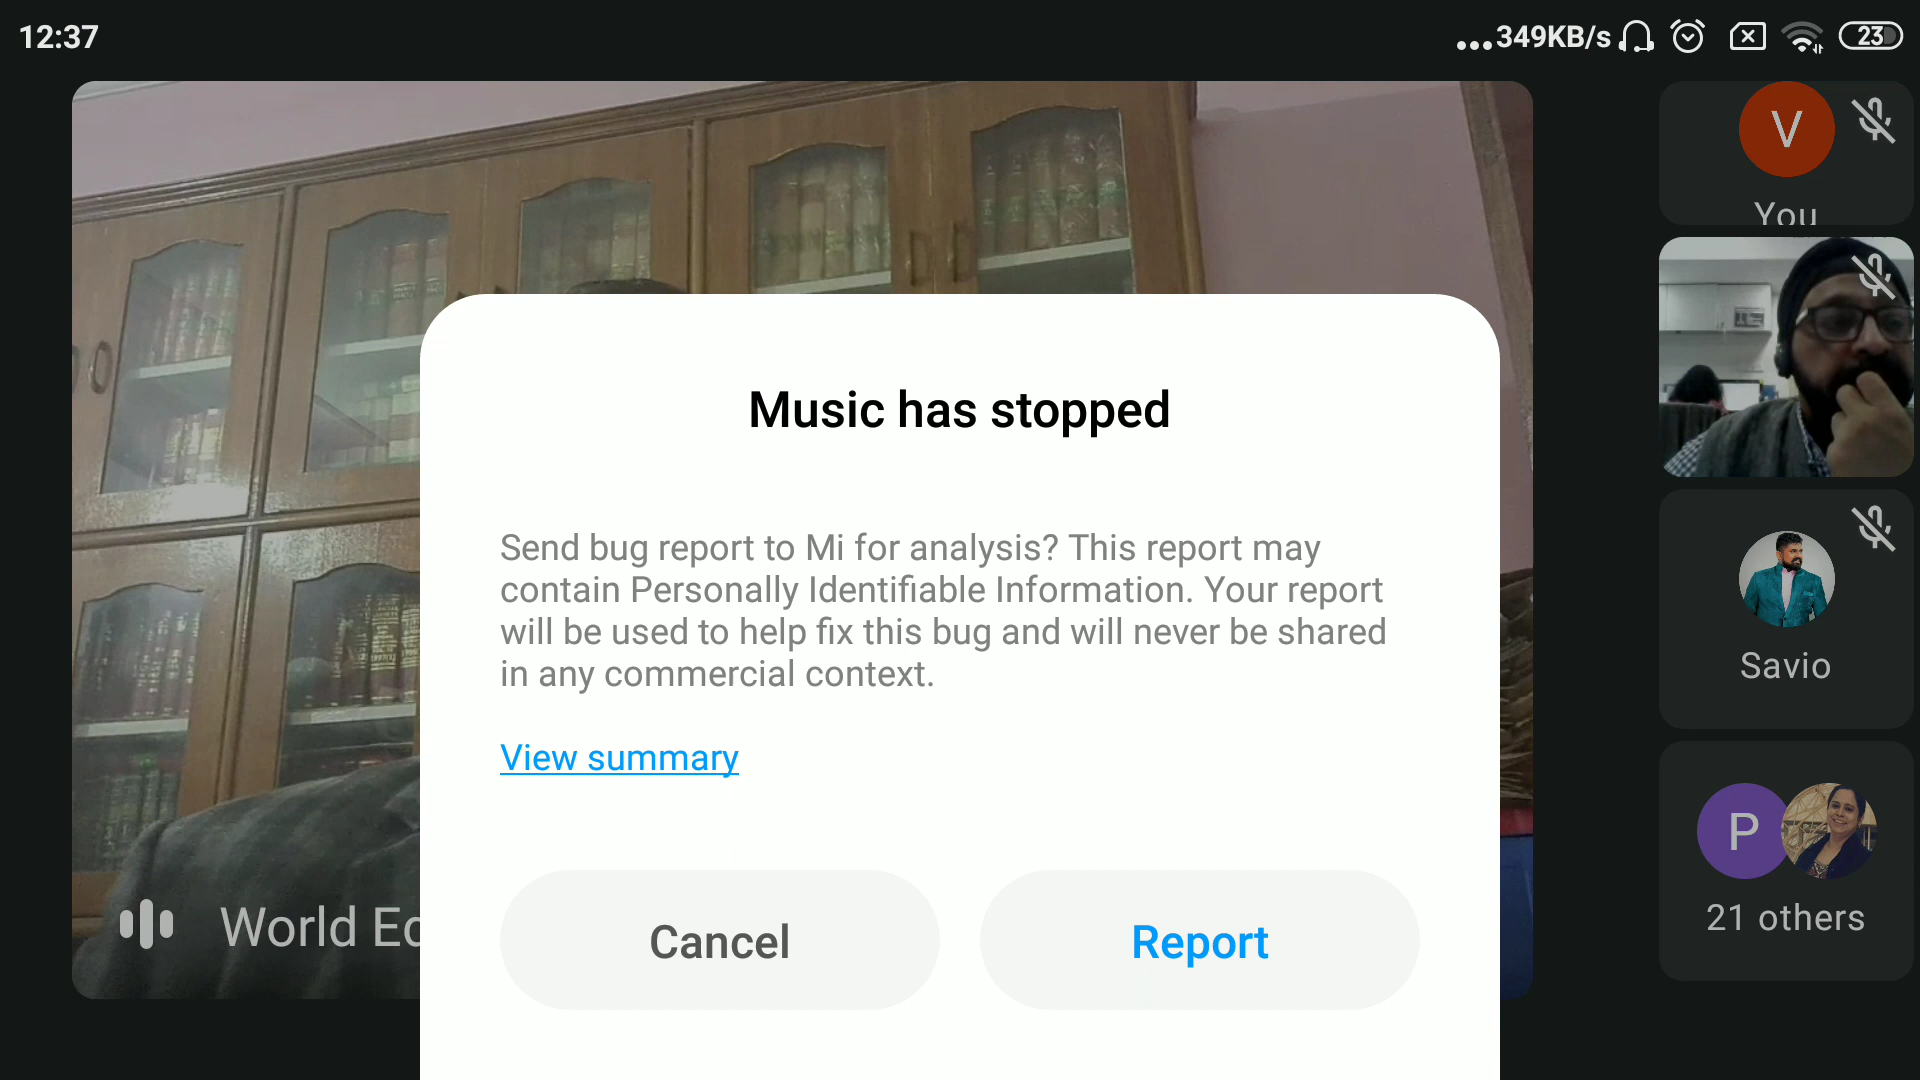 12:37
...349KB/s
23
V
You
Music has stopped
Send bug report to Mi for analysis? This report may
contain Personally Identifiable Information. Your report
will be used to help fix this bug and will never be shared
in any commercial context.
View summary
Cancel
Report
World
Savio
P
21 others